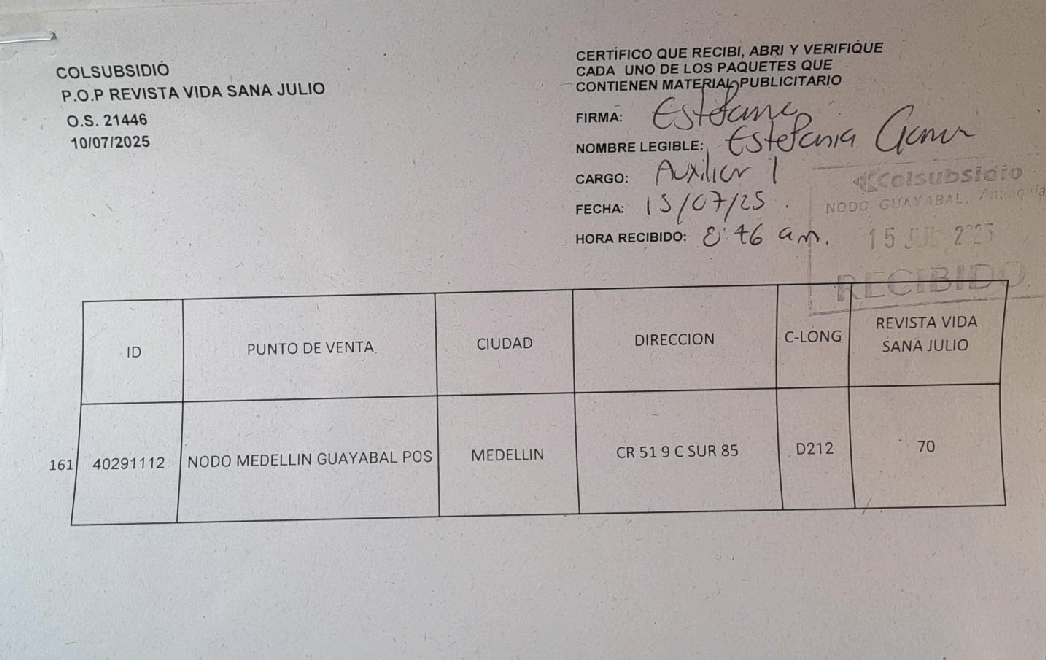 COLSUBSIDIO
P.O.P REVISTA VIDA SANA JULIO
O.S. 21446
10/07/2025
CERTIFICO QUE RECIBI, ABRI Y VERIFIQUE
CADA UNO DE LOS PAQUETES QUE
CONTIENEN MATERIAL PUBLICITARIO
FIRMA: Estefania
NOMBRE LEGIBLE: Estefania
CARGO: Auxiliar 1
FECHA: 15/07/25.
HORA RECIBIDO: 8:46 am.
Colsubsidio
NODO GUAYABAL,
15 JUL 2025
RECIBIDO
ID PUNTO DE VENTA CIUDAD DIRECCION C-LONG REVISTA VIDA
SANA JULIO
161 40291112 NODO MEDELLIN GUAYABAL POS MEDELLIN CR 51 9 C SUR 85 D212 70